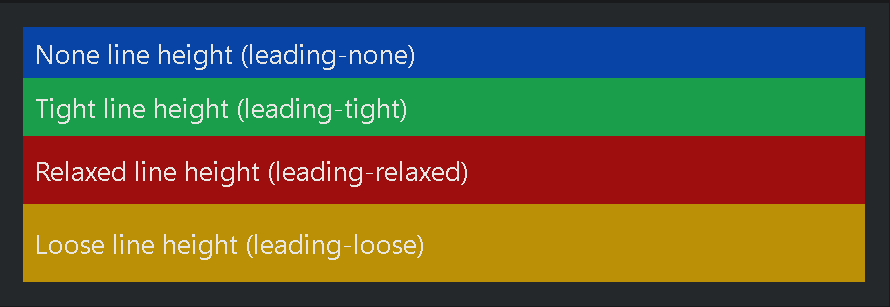 None line height (leading-none)
Tight line height (leading-tight)
Relaxed line height (leading-relaxed)
Loose line height (leading-loose)